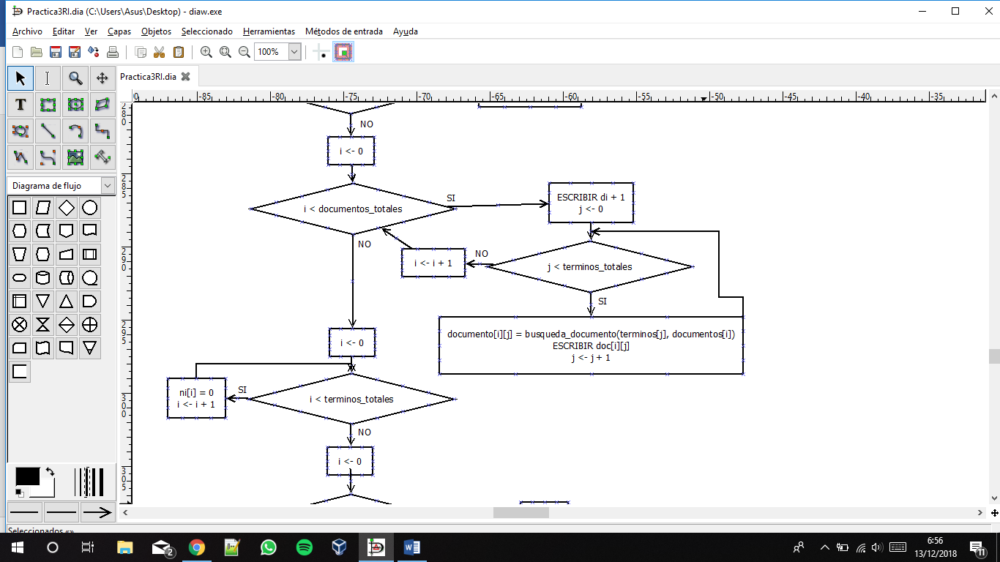 Practica3RI.dia (C:\Users\Asus\Desktop) - diaw.exe
Archivo Editar Ver Capas Objetos Seleccionado Herramientas Métodos de entrada Ayuda
100%
Practica3RI.dia
-85 -80 -75 -70 -65 -60 -55 -50 -45 -40 -35
T
Diagrama de flujo
280
285
290
295
300
305
NO
i <- 0
i < documentos_totales
SI
ESCRIBIR di + 1
j <- 0
NO
i <- i + 1
NO
j < terminos_totales
SI
documento[i][j] = busqueda_documento(terminos[j], documentos[i])
ESCRIBIR doc[i][j]
j <- j + 1
i <- 0
ni[i] = 0
i <- i + 1
SI
i < terminos_totales
NO
i <- 0
2
6:56
13/12/2018
11